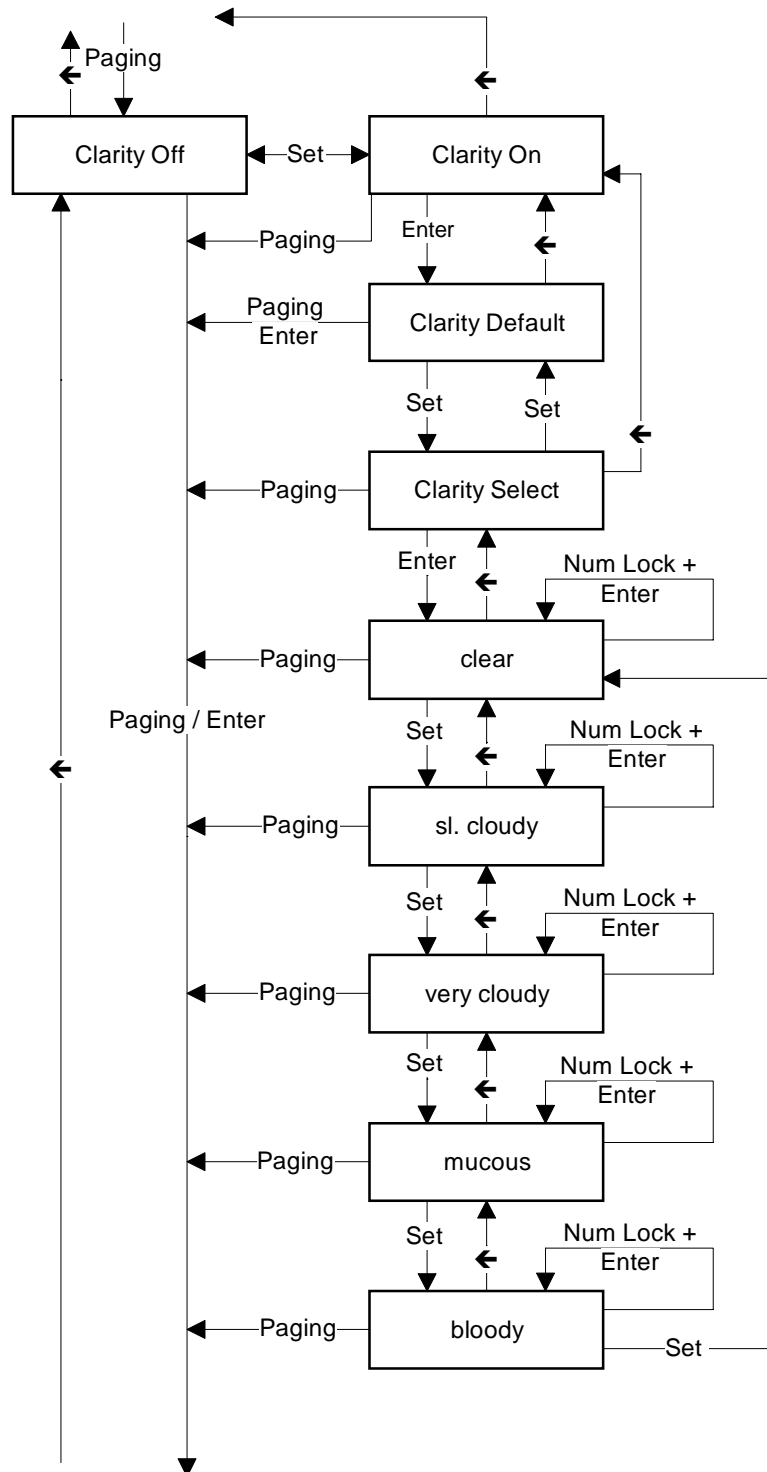 Paging
🡸
🡸
Clarity Off
Set
Clarity On
Paging
Enter
🡸
Paging
Enter
Clarity Default
Set
Set
🡸
Paging
Clarity Select
Enter
🡸
Num Lock +
Enter
Paging
clear
Paging / Enter
Set
🡸
Num Lock +
Enter
🡸
Paging
sl. cloudy
Set
🡸
Num Lock +
Enter
Paging
very cloudy
Set
🡸
Num Lock +
Enter
Paging
mucous
Set
🡸
Num Lock +
Enter
Paging
bloody
Set